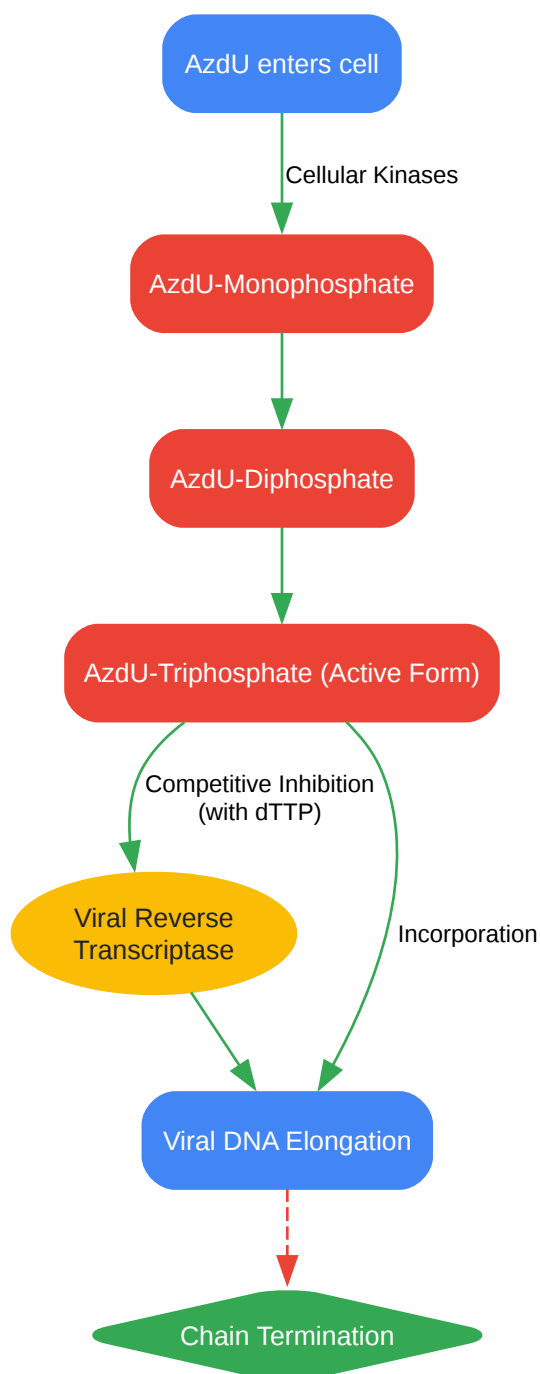 AzdU enters cell
Cellular Kinases
AzdU-Monophosphate
AzdU-Diphosphate
AzdU-Triphosphate (Active Form)
Competitive Inhibition
(with dTTP)
Viral Reverse
Transcriptase
Incorporation
Viral DNA Elongation
Chain Termination